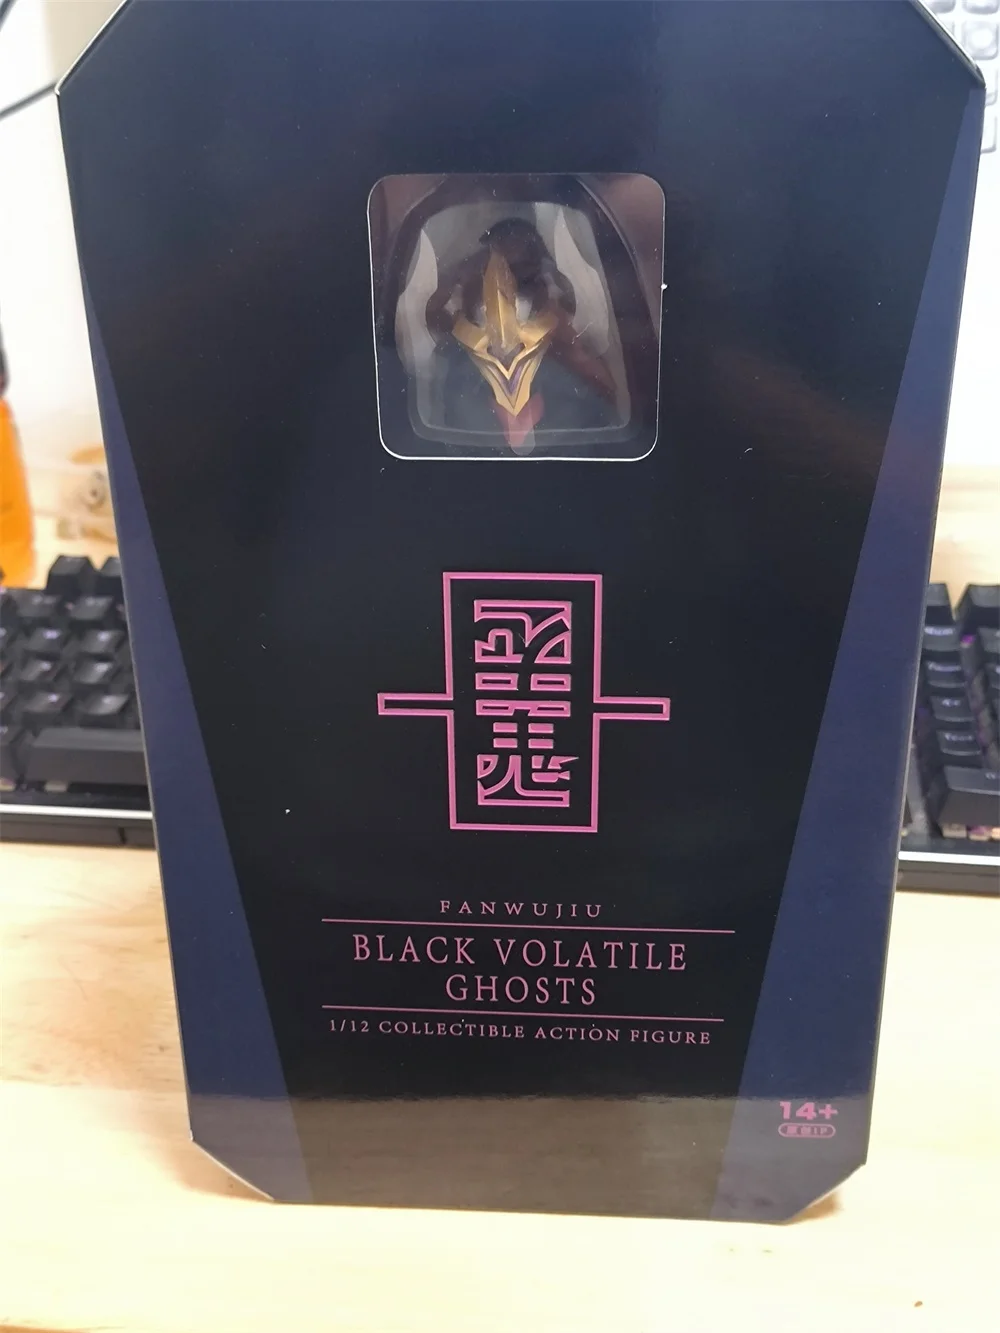 FANWUJIU
BLACK VOLATILE
GHOSTS
1/12 COLLECTIBLE ACTION FIGURE
14+